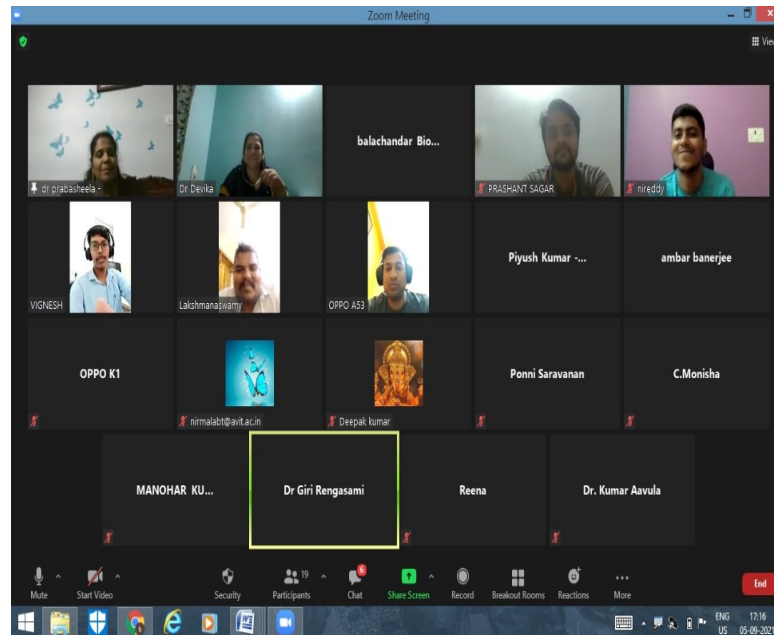 Zoom Meeting
View
dr prabasheela -
Dr Devika
balachandar Bio...
PRASHANT SAGAR
nireddy
VIGNESH
Lakshmanaswamy
OPPO A53
Piyush Kumar -...
ambar banerjee
OPPO K1
nirmalabt@avit.ac.in
Deepak kumar
Ponni Saravanan
C.Monisha
MANOHAR KU...
Dr Giri Rengasami
Reena
Dr. Kumar Aavula
Mute
Start Video
Security
Participants 19
Chat 6
Share Screen
Record
Breakout Rooms
Reactions
More
End
ENG 17:16
US 05-09-2021